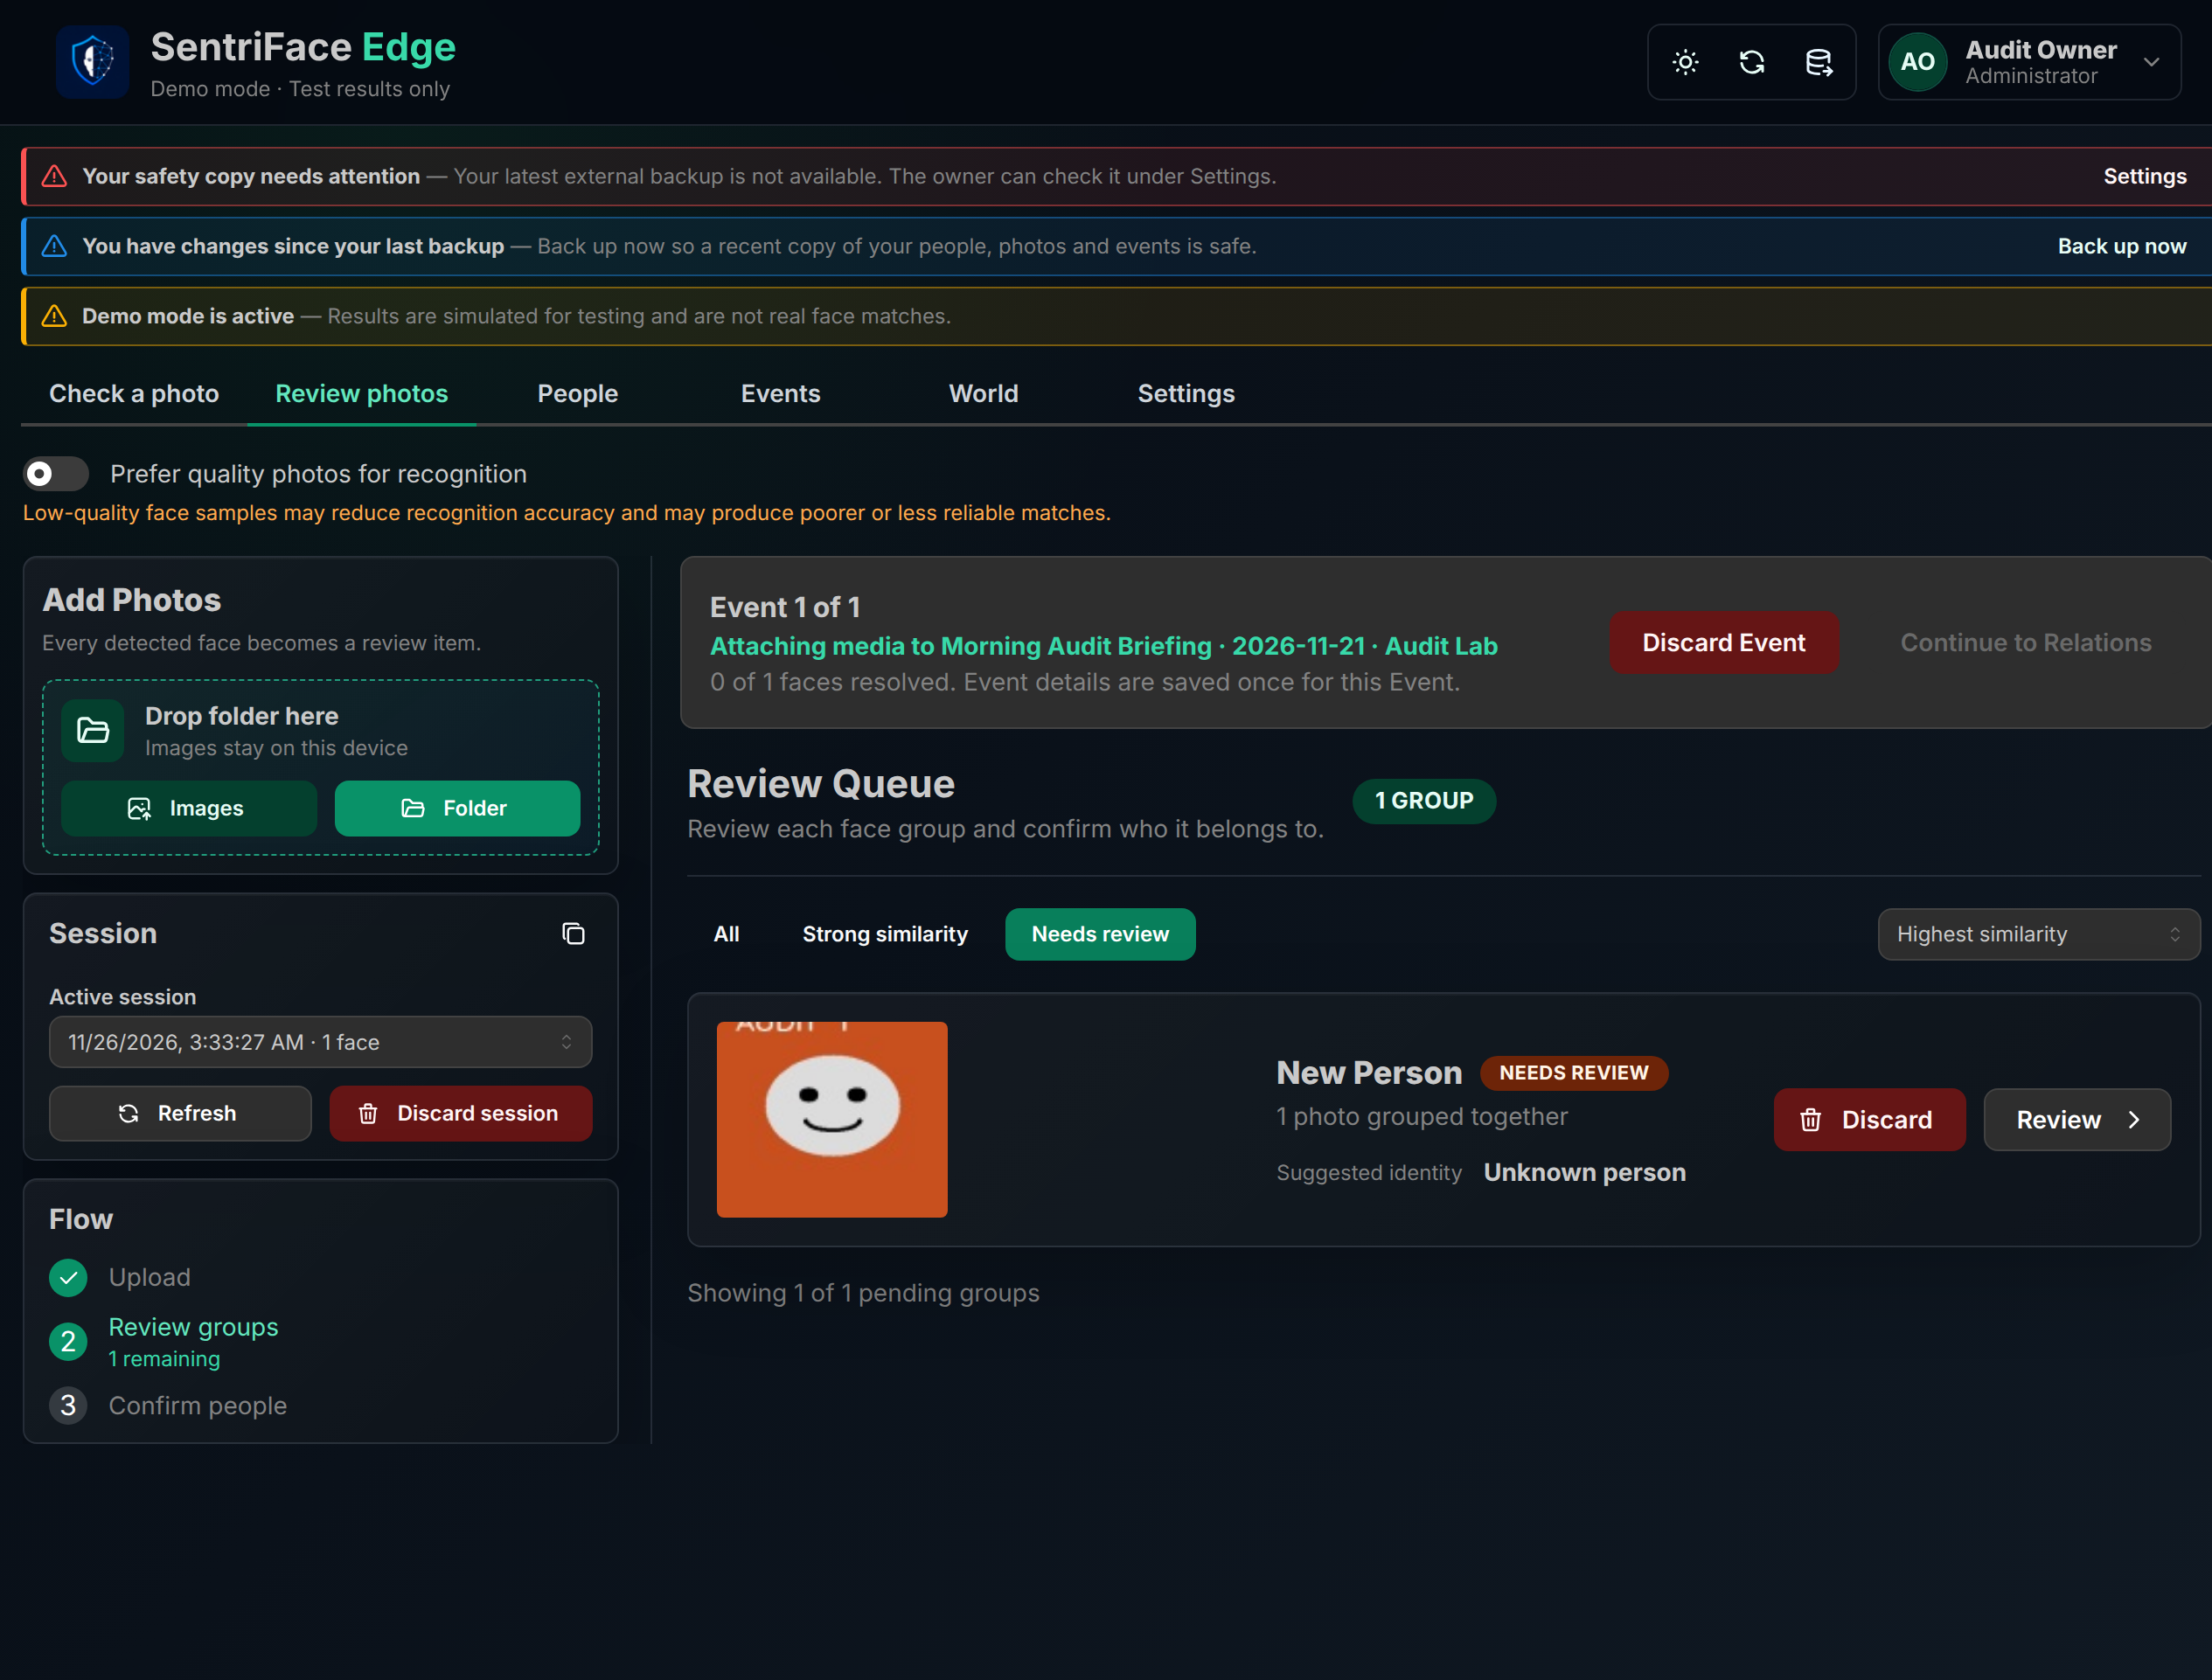 SentriFace Edge
Demo mode · Test results only
AO
Audit Owner
Administrator
Your safety copy needs attention — Your latest external backup is not available. The owner can check it under Settings.
Settings
You have changes since your last backup — Back up now so a recent copy of your people, photos and events is safe.
Back up now
Demo mode is active — Results are simulated for testing and are not real face matches.
Check a photo
Review photos
People
Events
World
Settings
Prefer quality photos for recognition
Low-quality face samples may reduce recognition accuracy and may produce poorer or less reliable matches.
Add Photos
Every detected face becomes a review item.
Drop folder here
Images stay on this device
Images
Folder
Session
Active session
11/26/2026, 3:33:27 AM · 1 face
Refresh
Discard session
Flow
Upload
2
Review groups
1 remaining
3
Confirm people
Event 1 of 1
Attaching media to Morning Audit Briefing · 2026-11-21 · Audit Lab
0 of 1 faces resolved. Event details are saved once for this Event.
Discard Event
Continue to Relations
Review Queue
Review each face group and confirm who it belongs to.
1 GROUP
All
Strong similarity
Needs review
Highest similarity
AUDIT 1
New Person
NEEDS REVIEW
1 photo grouped together
Suggested identity Unknown person
Discard
Review
Showing 1 of 1 pending groups